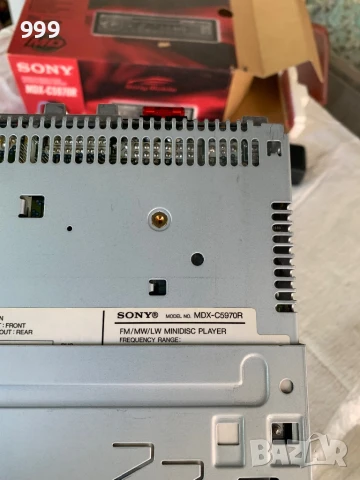 999
SONY
MDX-C5970R
N
T : FRONT
OUT : REAR
SONY® MODEL NO. MDX-C5970R
FM/MW/LW MINIDISC PLAYER
FREQUENCY RANGE:
BAZAR